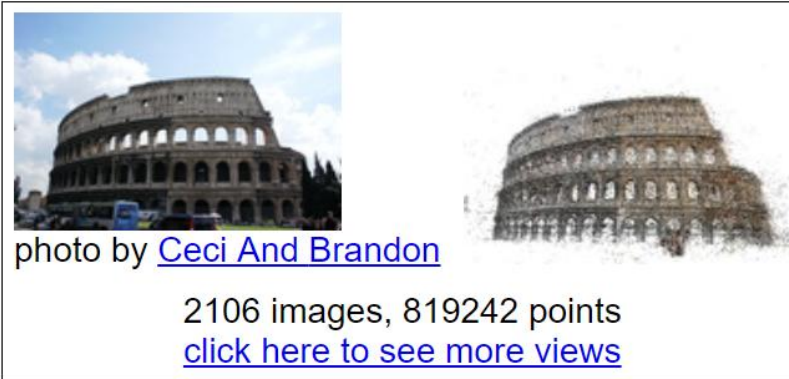 photo by Ceci And Brandon
2106 images, 819242 points
click here to see more views